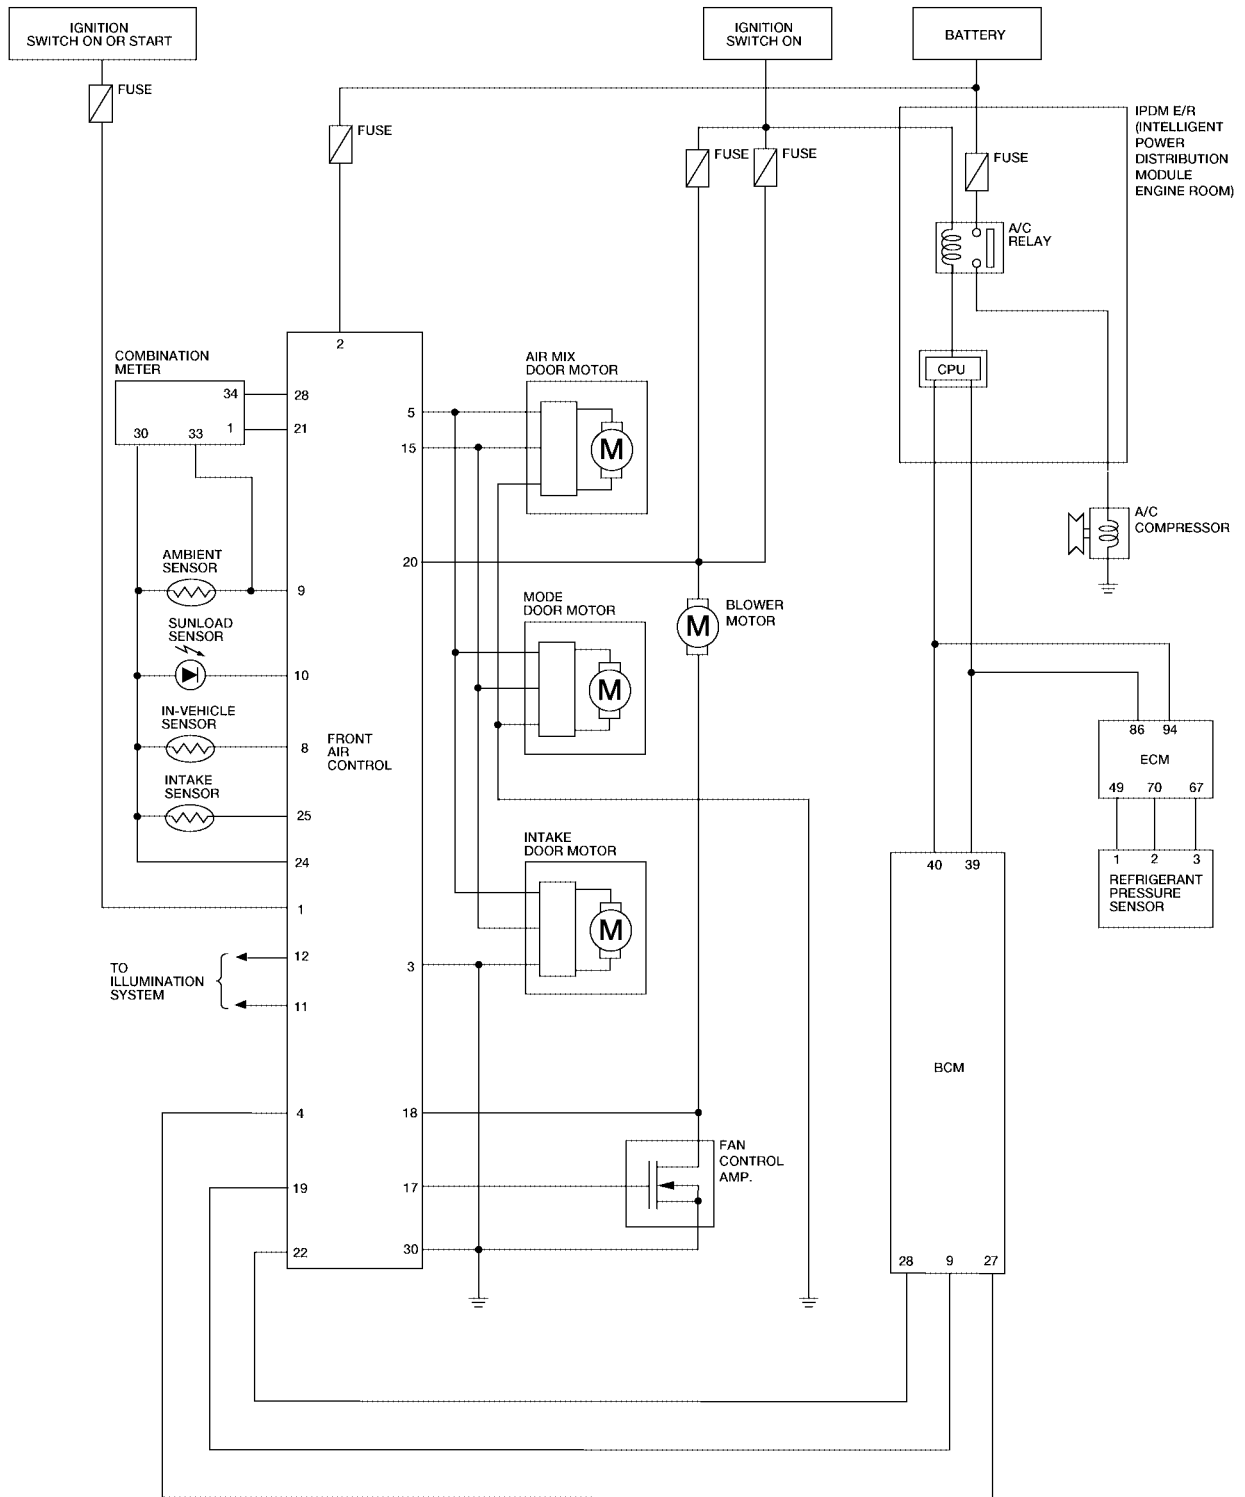 IGNITION
SWITCH ON OR START
IGNITION
SWITCH ON
BATTERY
FUSE
FUSE
FUSE
FUSE
FUSE
IPDM E/R
(INTELLIGENT
POWER
DISTRIBUTION
MODULE
ENGINE ROOM)
A/C
RELAY
CPU
2
COMBINATION
METER
34
28
30
33
1
21
5
15
AIR MIX
DOOR MOTOR
M
A/C
COMPRESSOR
AMBIENT
SENSOR
9
20
SUNLOAD
SENSOR
10
MODE
DOOR MOTOR
M
BLOWER
MOTOR
M
IN-VEHICLE
SENSOR
8
FRONT
AIR
CONTROL
INTAKE
SENSOR
25
24
1
86
94
ECM
49
70
67
1
2
3
REFRIGERANT
PRESSURE
SENSOR
INTAKE
DOOR MOTOR
M
40
39
TO
ILLUMINATION
SYSTEM
12
11
3
BCM
4
18
FAN
CONTROL
AMP.
19
17
22
30
28
9
27